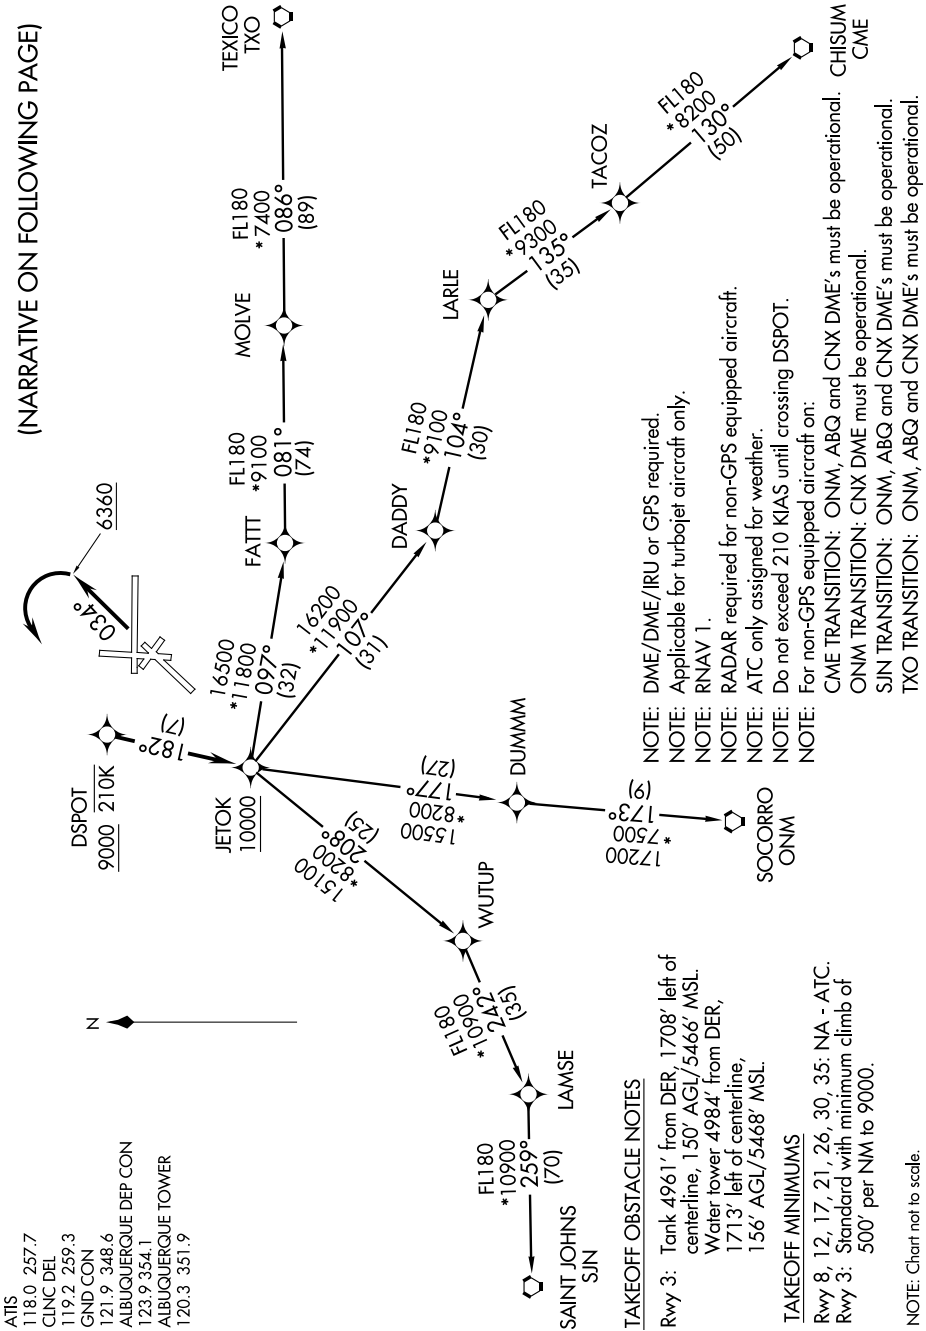 (NARRATIVE ON FOLLOWING PAGE)
ATIS
118.0 257.7
CLNC DEL
119.2 259.3
GND CON
121.9 348.6
ALBUQUERQUE DEP CON
123.9 354.1
ALBUQUERQUE TOWER
120.3 351.9
N
6360
034°
DSPOT
9000 210K
182°
(7)
JETOK
10000
16500
*11800
097°
(32)
FATTT
FL180
*9100
081°
(74)
MOLVE
FL180
*7400
086°
(89)
TEXICO
TXO
16200
*11900
107°
(31)
DADDY
FL180
*9100
104°
(30)
LARLE
FL180
*9300
135°
(35)
TACOZ
FL180
*8200
130°
(50)
CHISUM
CME
15500
*8200
177°
(27)
DUMMM
17200
*7500
173°
(9)
SOCORRO
ONM
15100
*8200
208°
(25)
WUTUP
FL180
*10900
242°
(35)
LAMSE
FL180
*10900
259°
(70)
SAINT JOHNS
SJN
NOTE: DME/DME/IRU or GPS required.
NOTE: Applicable for turbojet aircraft only.
NOTE: RNAV 1.
NOTE: RADAR required for non-GPS equipped aircraft.
NOTE: ATC only assigned for weather.
NOTE: Do not exceed 210 KIAS until crossing DSPOT.
NOTE: For non-GPS equipped aircraft on:
CME TRANSITION: ONM, ABQ and CNX DME's must be operational.
ONM TRANSITION: CNX DME must be operational.
SJN TRANSITION: ONM, ABQ and CNX DME's must be operational.
TXO TRANSITION: ONM, ABQ and CNX DME's must be operational.
TAKEOFF OBSTACLE NOTES
Rwy 3: Tank 4961' from DER, 1708' left of
centerline, 150' AGL/5466' MSL.
Water tower 4984' from DER,
1713' left of centerline,
156' AGL/5468' MSL.
TAKEOFF MINIMUMS
Rwy 8, 12, 17, 21, 26, 30, 35: NA - ATC.
Rwy 3: Standard with minimum climb of
500' per NM to 9000.
NOTE: Chart not to scale.